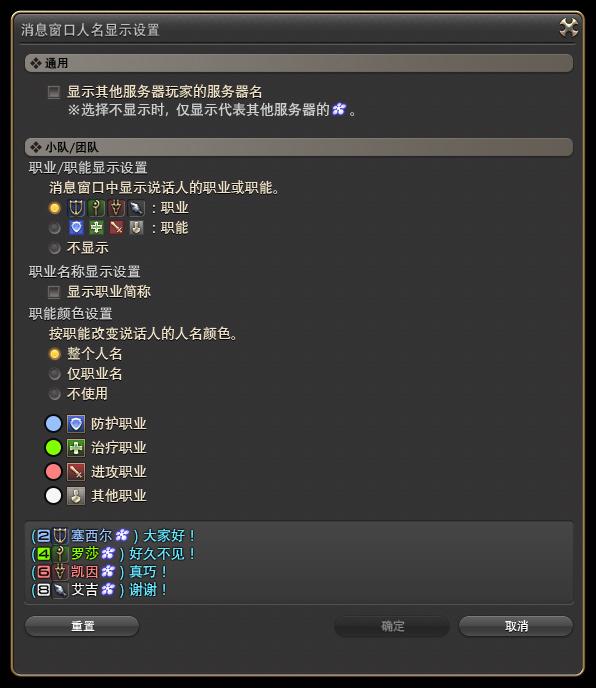 消息窗口人名显示设置
通用
显示其他服务器玩家的服务器名
※选择不显示时, 仅显示代表其他服务器的。
小队/团队
职业/职能显示设置
消息窗口中显示说话人的职业或职能。
:职业
:职能
不显示
职业名称显示设置
显示职业简称
职能颜色设置
按职能改变说话人的人名颜色。
整个人名
仅职业名
不使用
防护职业
治疗职业
进攻职业
其他职业
(2塞西尔) 大家好！
(4罗莎) 好久不见！
(6凯因) 真巧！
(8艾吉) 谢谢！
重置 确定 取消